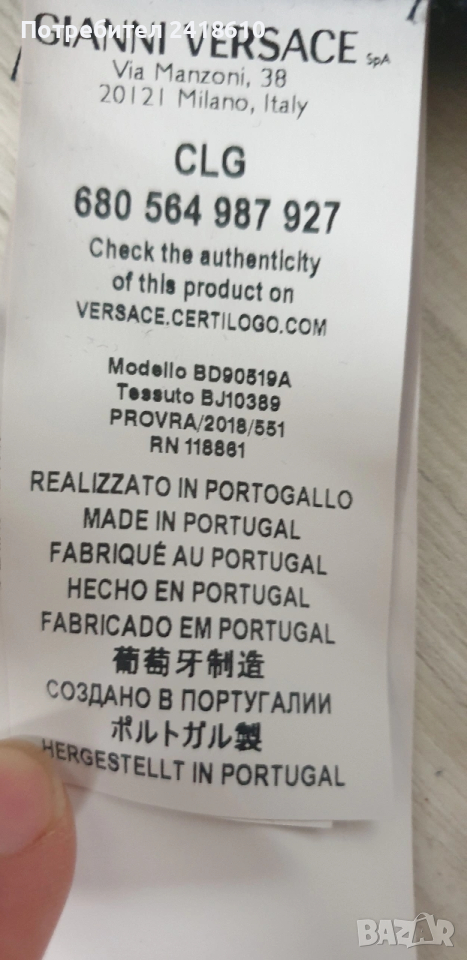 Потребител 2418610
GIANNI VERSACE SpA
Via Manzoni, 38
20121 Milano, Italy
CLG
680 564 987 927
Check the authenticity
of this product on
VERSACE.CERTILOGO.COM
Modello BD90519A
Tessuto BJ10389
PROVRA/2018/551
RN 118861
REALIZZATO IN PORTOGALLO
MADE IN PORTUGAL
FABRIQUÉ AU PORTUGAL
HECHO EN PORTUGAL
FABRICADO EM PORTUGAL
葡萄牙制造
СОЗДАНО В ПОРТУГАЛИИ
ポルトガル製
HERGESTELLT IN PORTUGAL
BAZAR